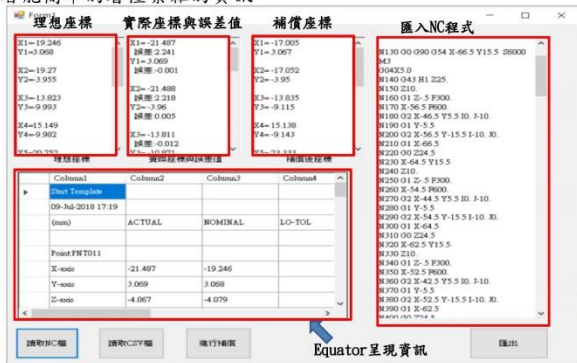 理想座標
實際座標與誤差值
補償座標
匯入NC程式
Form1
X1=-19.246
Y1=3.068
X2=-19.27
Y2=-3.955
X3=-13.823
Y3=-9.993
X4=15.149
Y4=-9.982
X1= -21.487
誤差:2.241
Y1= 3.069
誤差:-0.001
X2= -21.488
誤差:2.218
Y2= -3.96
誤差:0.005
X3= -13.811
誤差:-0.012
Y3= -10.871
X1=-17.005
Y1= 3.067
X2= -17.052
Y2= -3.95
X3= -13.835
Y3= -9.115
X4= 15.138
Y4= -9.143
N130 G0 G90 G54 X-66.5 Y15.5 S6000
M3
G04X5.0
N140 G43 H1 Z25.
N150 Z10.
N160 G1 Z-.5 F300.
N170 X-56.5 F600.
N180 G2 X-46.5 Y5.5 I0. J-10.
N190 G1 Y-5.5
N200 G2 X-56.5 Y-15.5 I-10. J0.
N210 G1 X-66.5
N220 G0 Z24.5
N230 X-64.5 Y15.5
N240 Z10.
N250 G1 Z-.5 F300.
N260 X-54.5 F600.
N270 G2 X-44.5 Y5.5 I0. J-10.
N280 G1 Y-5.5
N290 G2 X-54.5 Y-15.5 I-10. J0.
N300 G1 X-64.5
N310 G0 Z24.5
N320 X-62.5 Y15.5
N330 Z10.
N340 G1 Z-.5 F300.
N350 X-52.5 F600.
N360 G2 X-42.5 Y5.5 I0. J-10.
N370 G1 Y-5.5
N380 G2 X-52.5 Y-15.5 I-10. J0.
N390 G1 X-62.5
N400 G0 Z24.5
理想座標
實際座標與誤差值
補償後座標
Column1 Column2 Column3 Column4
Start Template
09-Jul-2018 17:19
(mm) ACTUAL NOMINAL LO-TOL
Point PNT011
X-axis -21.487 -19.246
Y-axis 3.069 3.068
Z-axis -4.067 -4.079
讀取NC檔
讀取CSV檔
進行補償
Equator呈現資訊
匯出